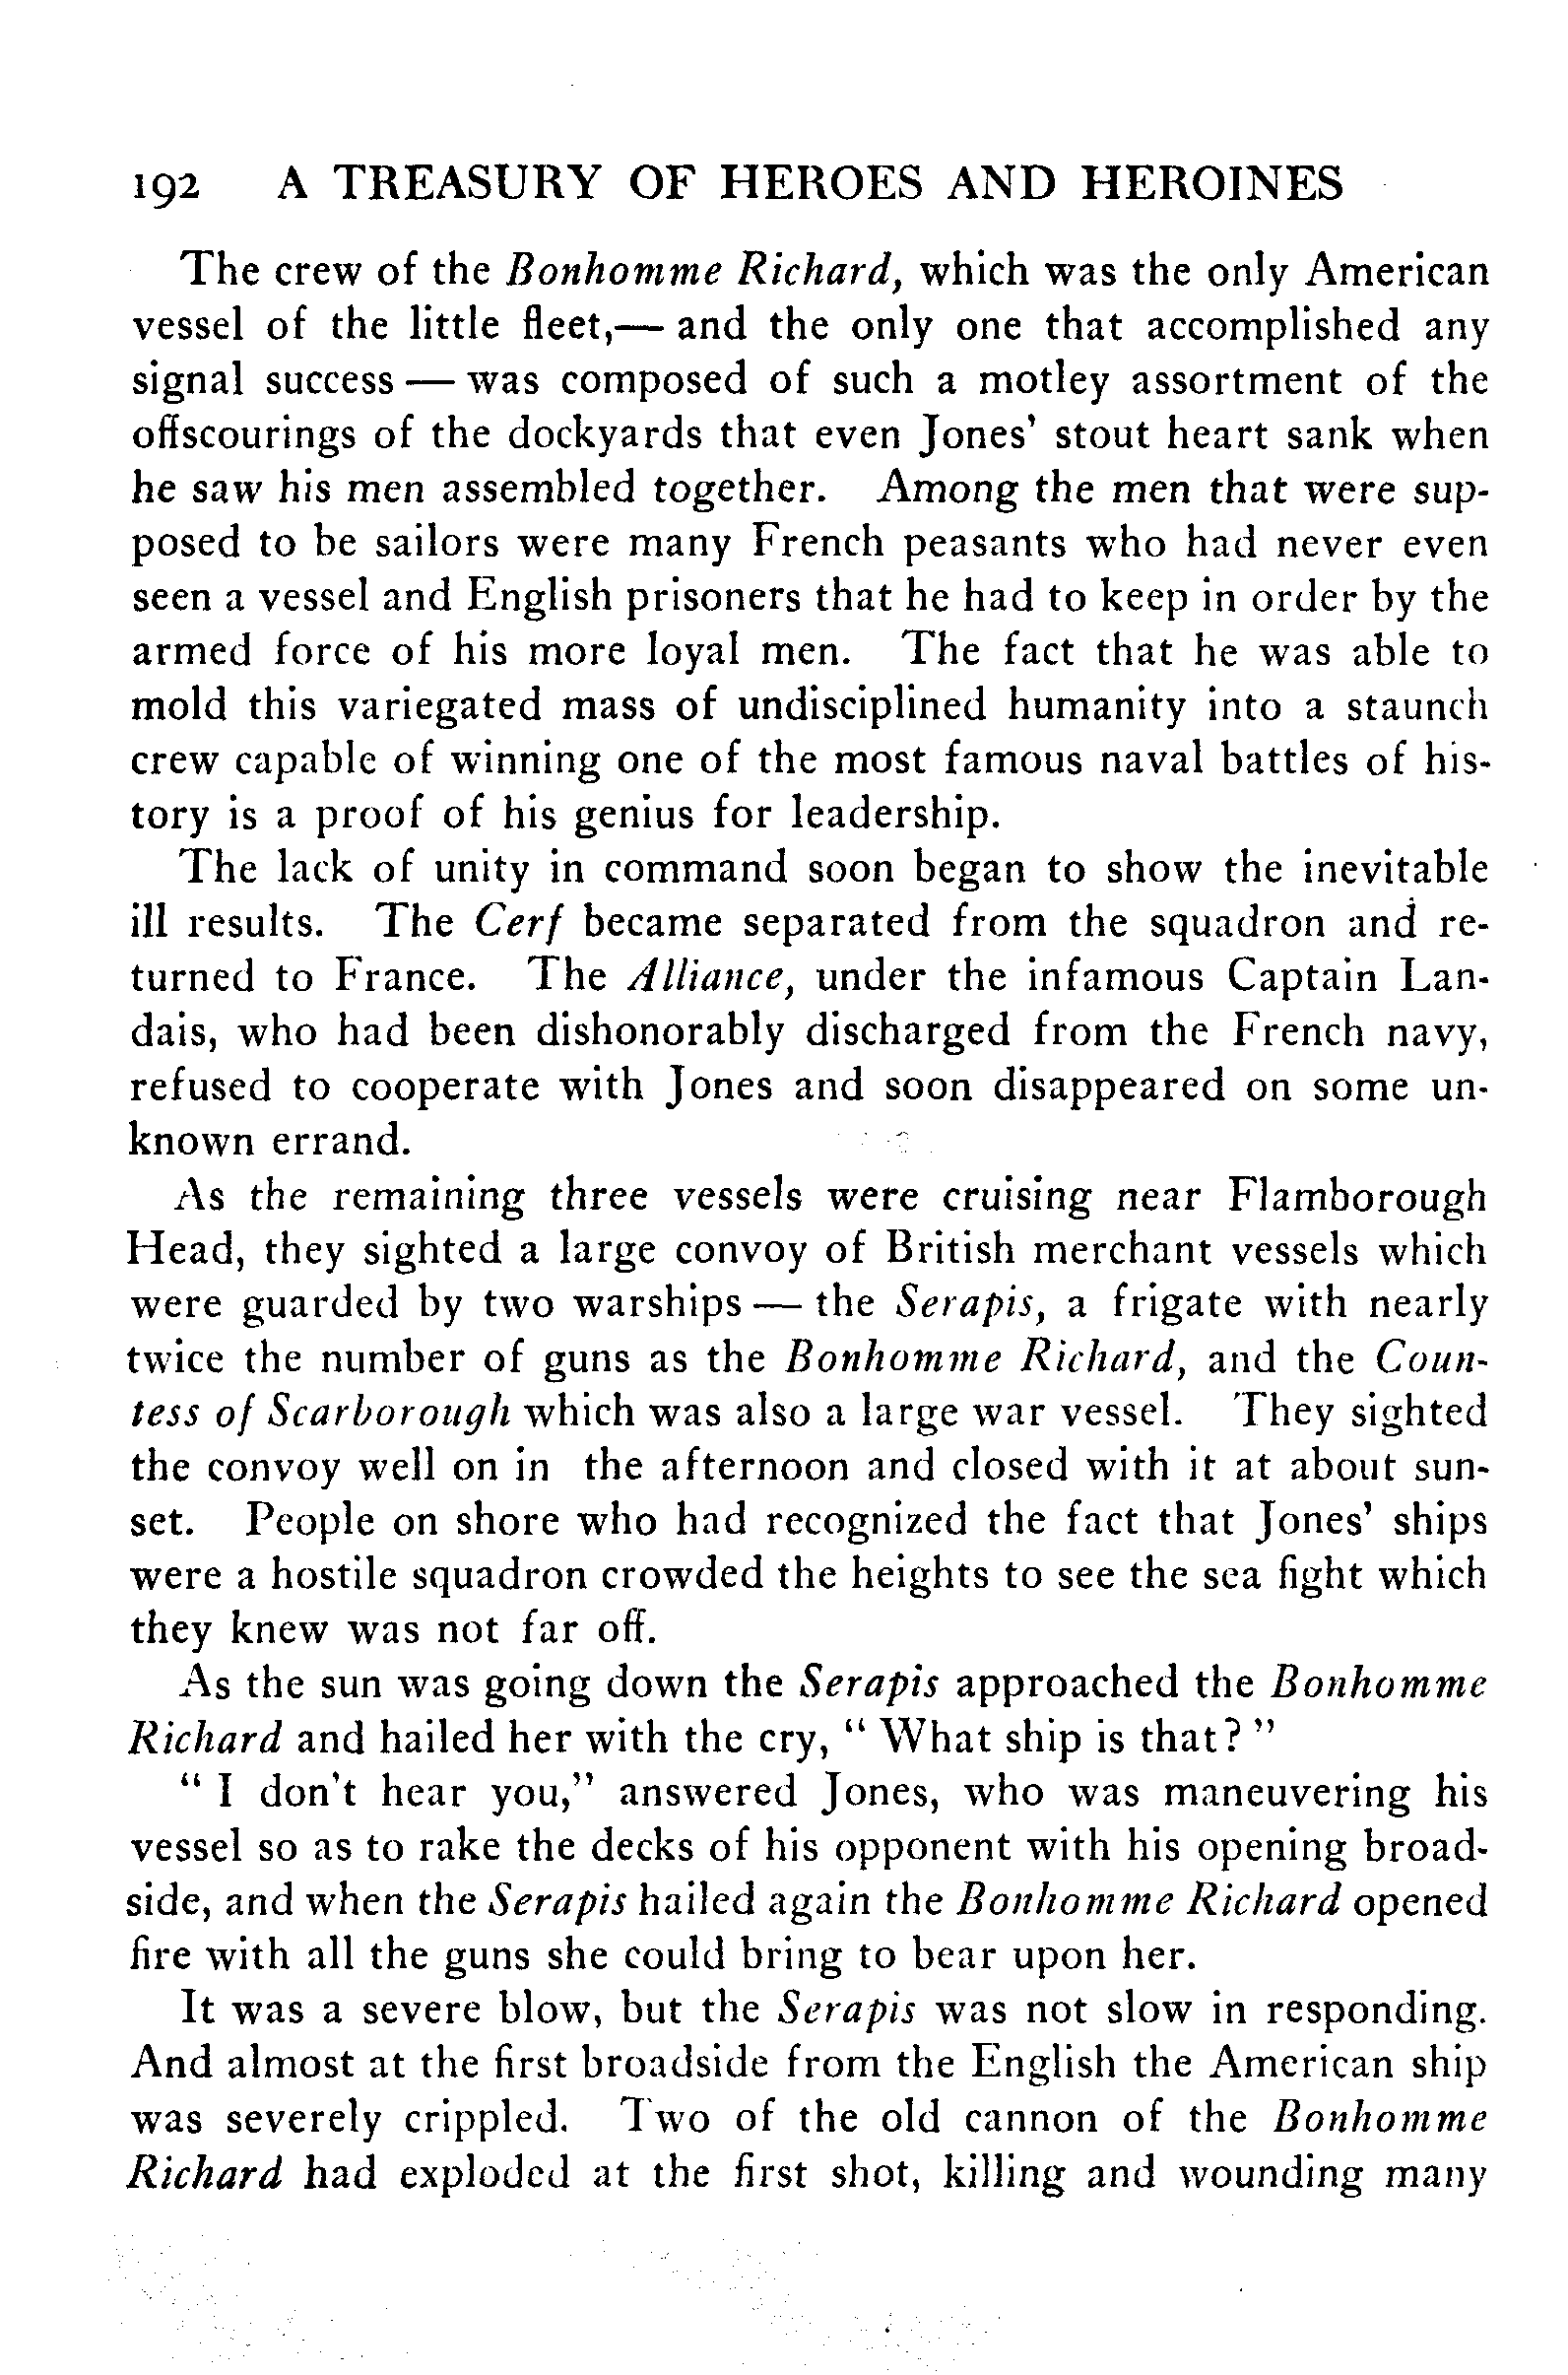 192 A TREASURY OF HEROES AND HEROINES
The crew of the Bonhomme Richard, which was the only American
vessel of the little fleet,— and the only one that accomplished any
signal success — was composed of such a motley assortment of the
offscourings of the dockyards that even Jones' stout heart sank when
he saw his men assembled together. Among the men that were sup-
posed to be sailors were many French peasants who had never even
seen a vessel and English prisoners that he had to keep in order by the
armed force of his more loyal men. The fact that he was able to
mold this variegated mass of undisciplined humanity into a staunch
crew capable of winning one of the most famous naval battles of his-
tory is a proof of his genius for leadership.
The lack of unity in command soon began to show the inevitable
ill results. The Cerf became separated from the squadron and re-
turned to France. The Alliance, under the infamous Captain Lan-
dais, who had been dishonorably discharged from the French navy,
refused to cooperate with Jones and soon disappeared on some un-
known errand.
As the remaining three vessels were cruising near Flamborough
Head, they sighted a large convoy of British merchant vessels which
were guarded by two warships — the Serapis, a frigate with nearly
twice the number of guns as the Bonhomme Richard, and the Coun-
tess of Scarborough which was also a large war vessel. They sighted
the convoy well on in the afternoon and closed with it at about sun-
set. People on shore who had recognized the fact that Jones' ships
were a hostile squadron crowded the heights to see the sea fight which
they knew was not far off.
As the sun was going down the Serapis approached the Bonhomme
Richard and hailed her with the cry, “ What ship is that? ”
“ I don't hear you,” answered Jones, who was maneuvering his
vessel so as to rake the decks of his opponent with his opening broad-
side, and when the Serapis hailed again the Bonhomme Richard opened
fire with all the guns she could bring to bear upon her.
It was a severe blow, but the Serapis was not slow in responding.
And almost at the first broadside from the English the American ship
was severely crippled. Two of the old cannon of the Bonhomme
Richard had exploded at the first shot, killing and wounding many